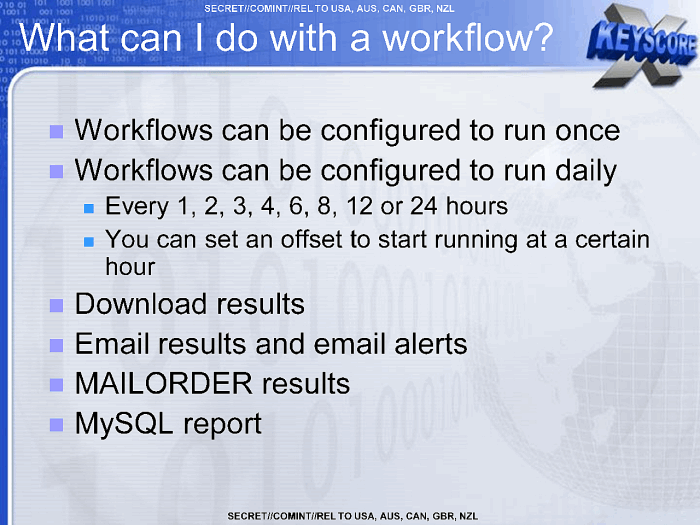 SECRET//COMINT//REL TO USA, AUS, CAN, GBR, NZL
What can I do with a workflow?
X KEYSCORE
Workflows can be configured to run once
Workflows can be configured to run daily
Every 1, 2, 3, 4, 6, 8, 12 or 24 hours
You can set an offset to start running at a certain
hour
Download results
Email results and email alerts
MAILORDER results
MySQL report
SECRET//COMINT//REL TO USA, AUS, CAN, GBR, NZL